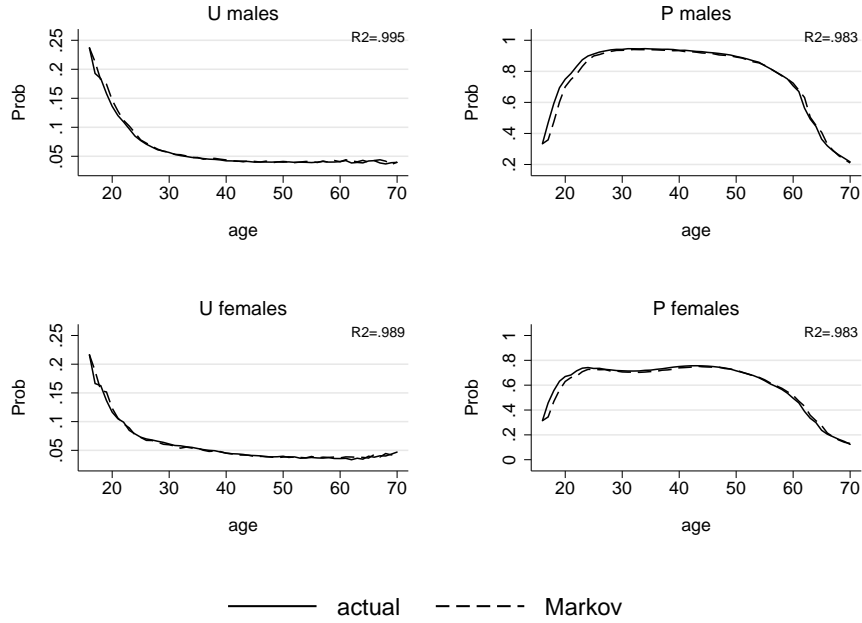 U males
R2=.995
Prob
.05 .1 .15 .2 .25
20 30 40 50 60 70
age
P males
R2=.983
Prob
.2 .4 .6 .8 1
20 30 40 50 60 70
age
U females
R2=.989
Prob
.05 .1 .15 .2 .25
20 30 40 50 60 70
age
P females
R2=.983
Prob
0 .2 .4 .6 .8 1
20 30 40 50 60 70
age
actual Markov